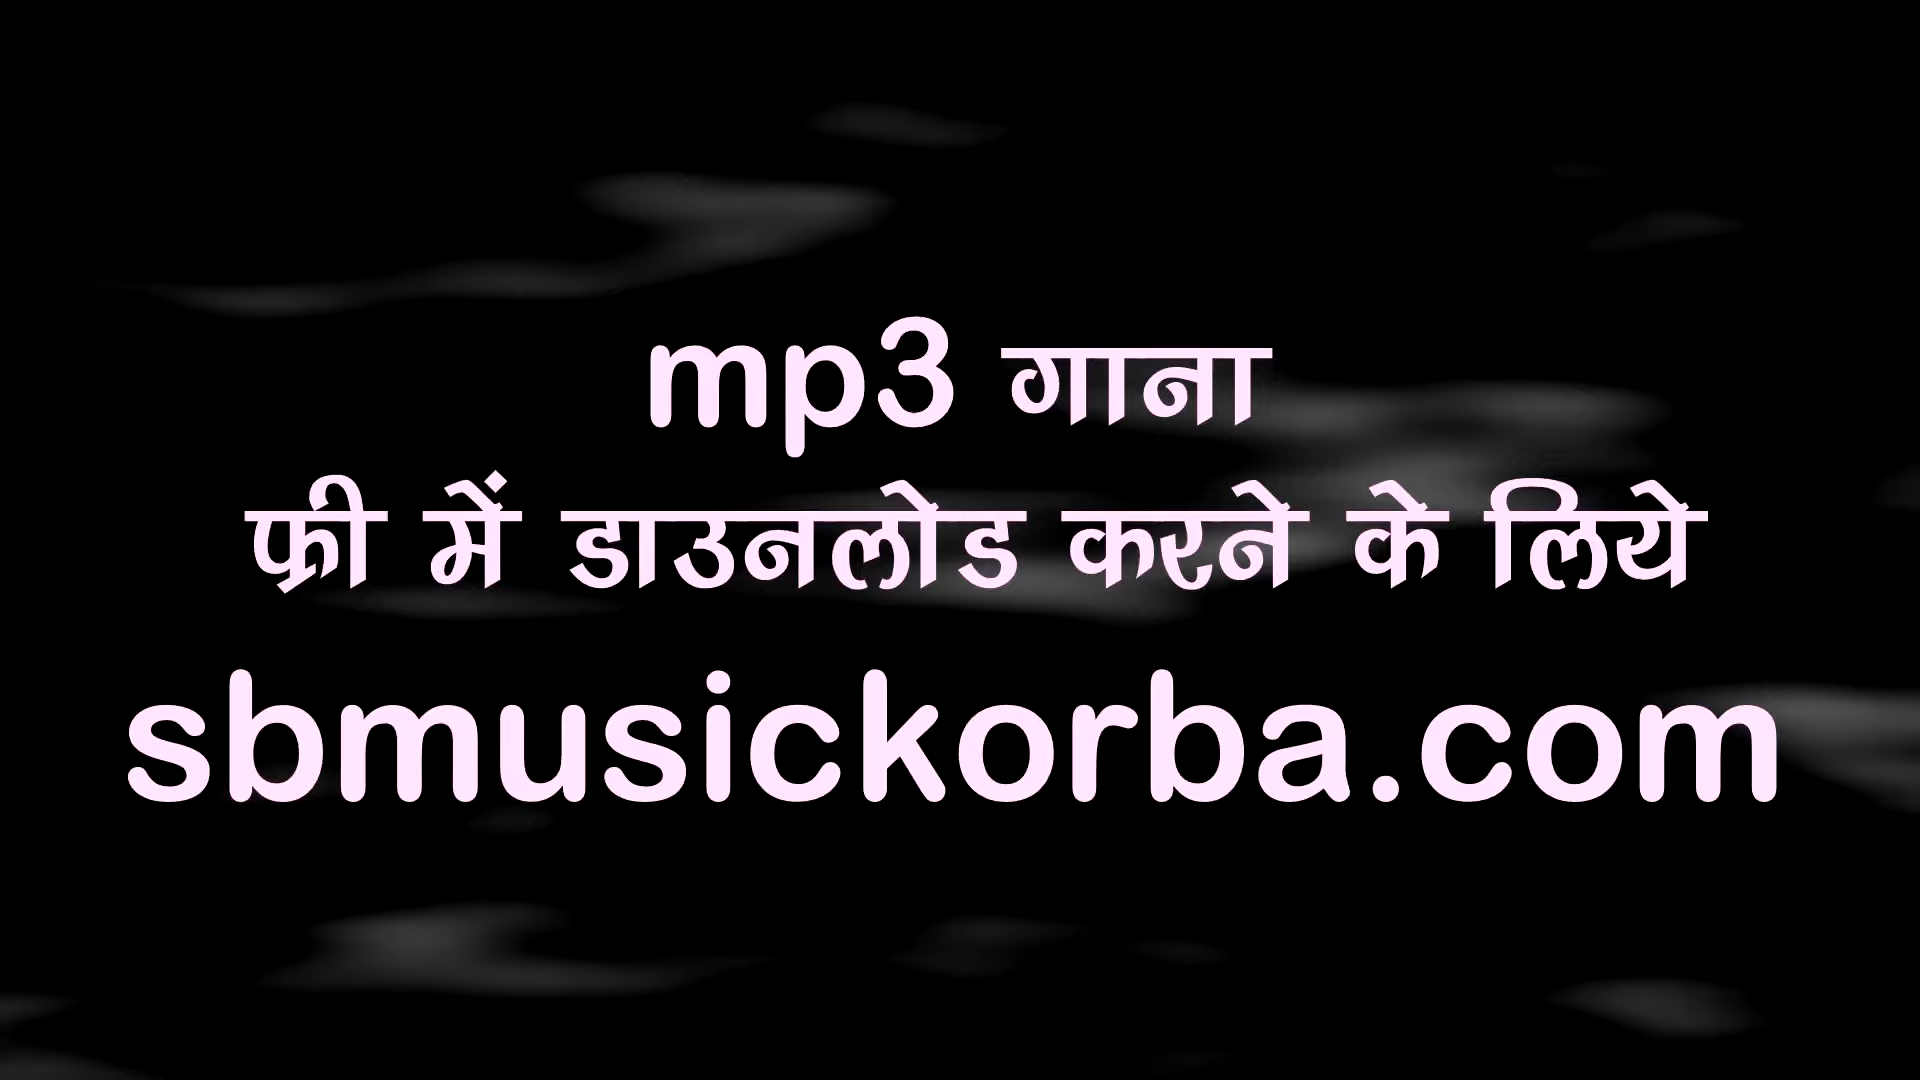 mp3 गाना
फ्री में डाउनलोड करने के लिये
sbmusickorba.com